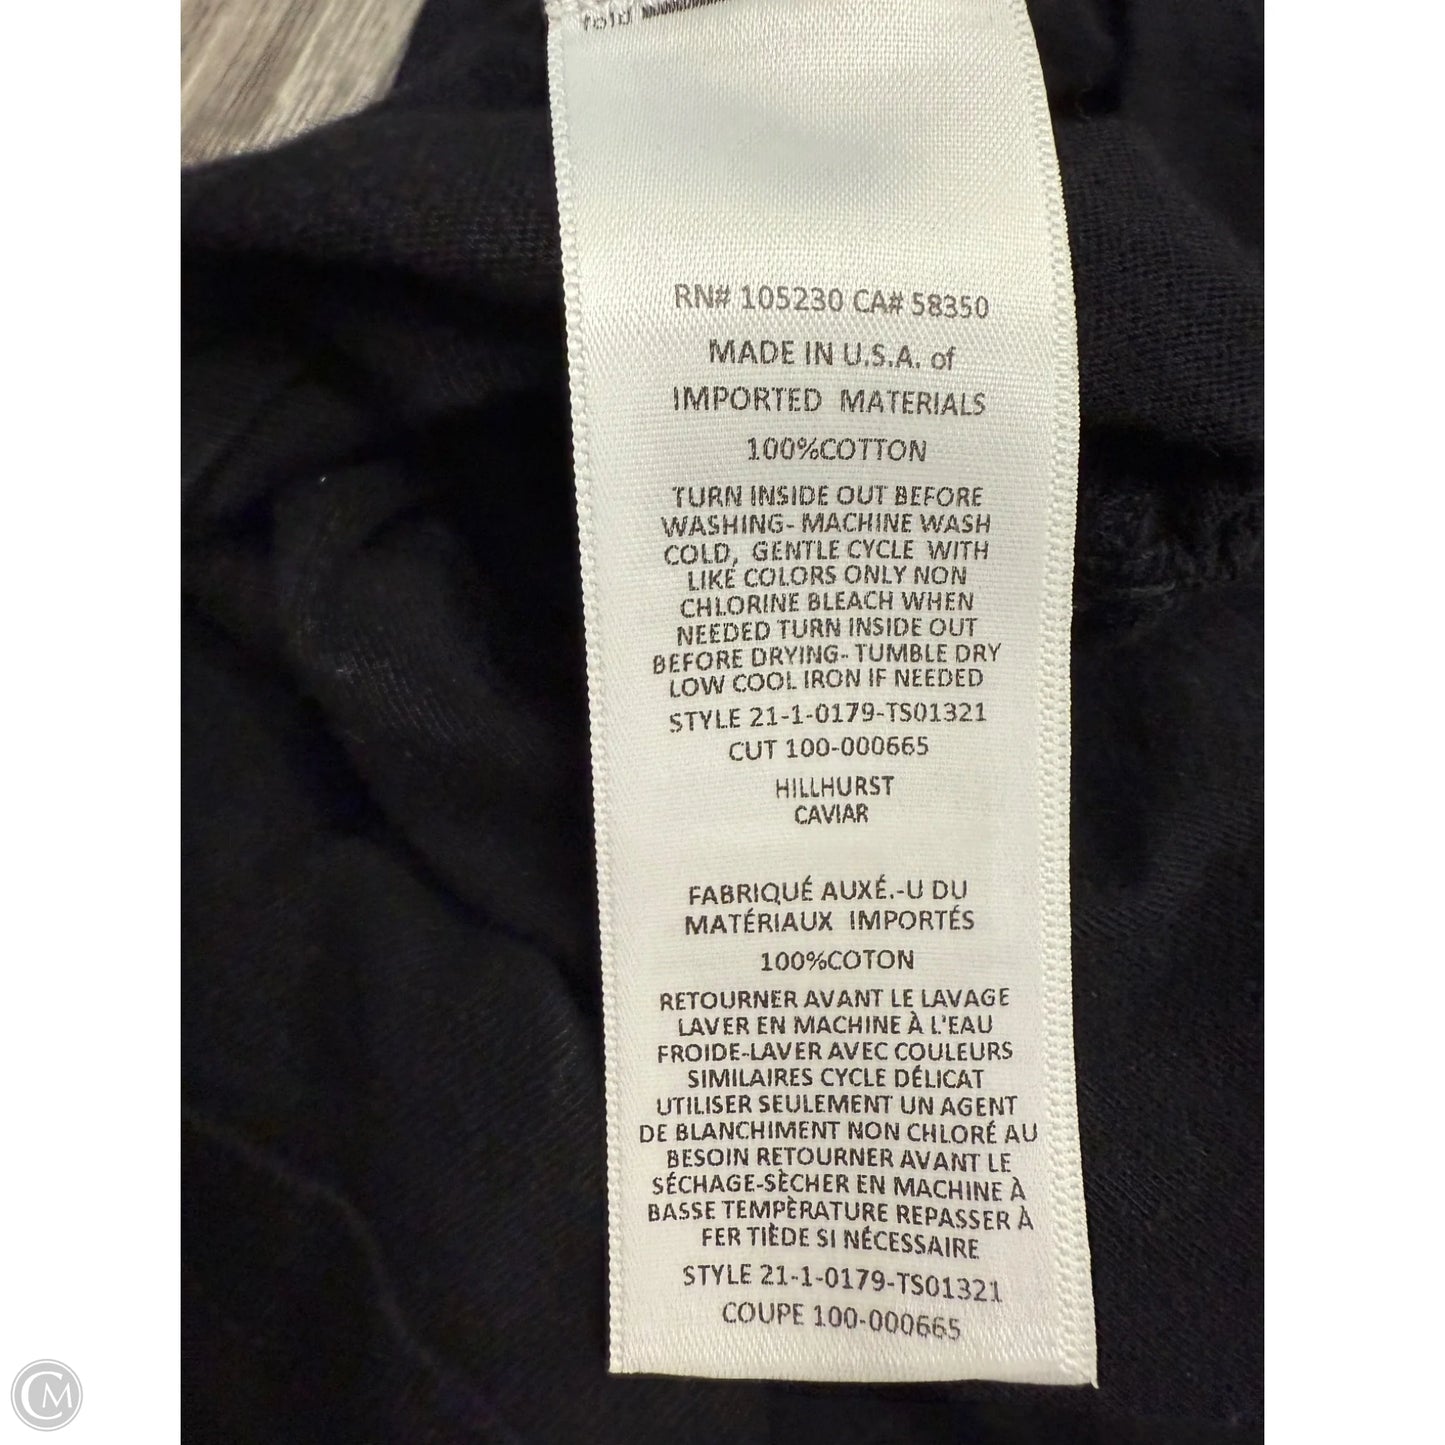 fold
RN# 105230 CA# 58350
MADE IN U.S.A. of
IMPORTED MATERIALS
100%COTTON
TURN INSIDE OUT BEFORE
WASHING- MACHINE WASH
COLD, GENTLE CYCLE WITH
LIKE COLORS ONLY NON
CHLORINE BLEACH WHEN
NEEDED TURN INSIDE OUT
BEFORE DRYING- TUMBLE DRY
LOW COOL IRON IF NEEDED
STYLE 21-1-0179-TS01321
CUT 100-000665
HILLHURST
CAVIAR
FABRIQUÉ AUXÉ.-U DU
MATÉRIAUX IMPORTÉS
100%COTON
RETOURNER AVANT LE LAVAGE
LAVER EN MACHINE À L'EAU
FROIDE-LAVER AVEC COULEURS
SIMILAIRES CYCLE DÉLICAT
UTILISER SEULEMENT UN AGENT
DE BLANCHIMENT NON CHLORÉ AU
BESOIN RETOURNER AVANT LE
SÉCHAGE-SÈCHER EN MACHINE À
BASSE TEMPÈRATURE REPASSER À
FER TIÈDE SI NÉCESSAIRE
STYLE 21-1-0179-TS01321
COUPE 100-000665
CM